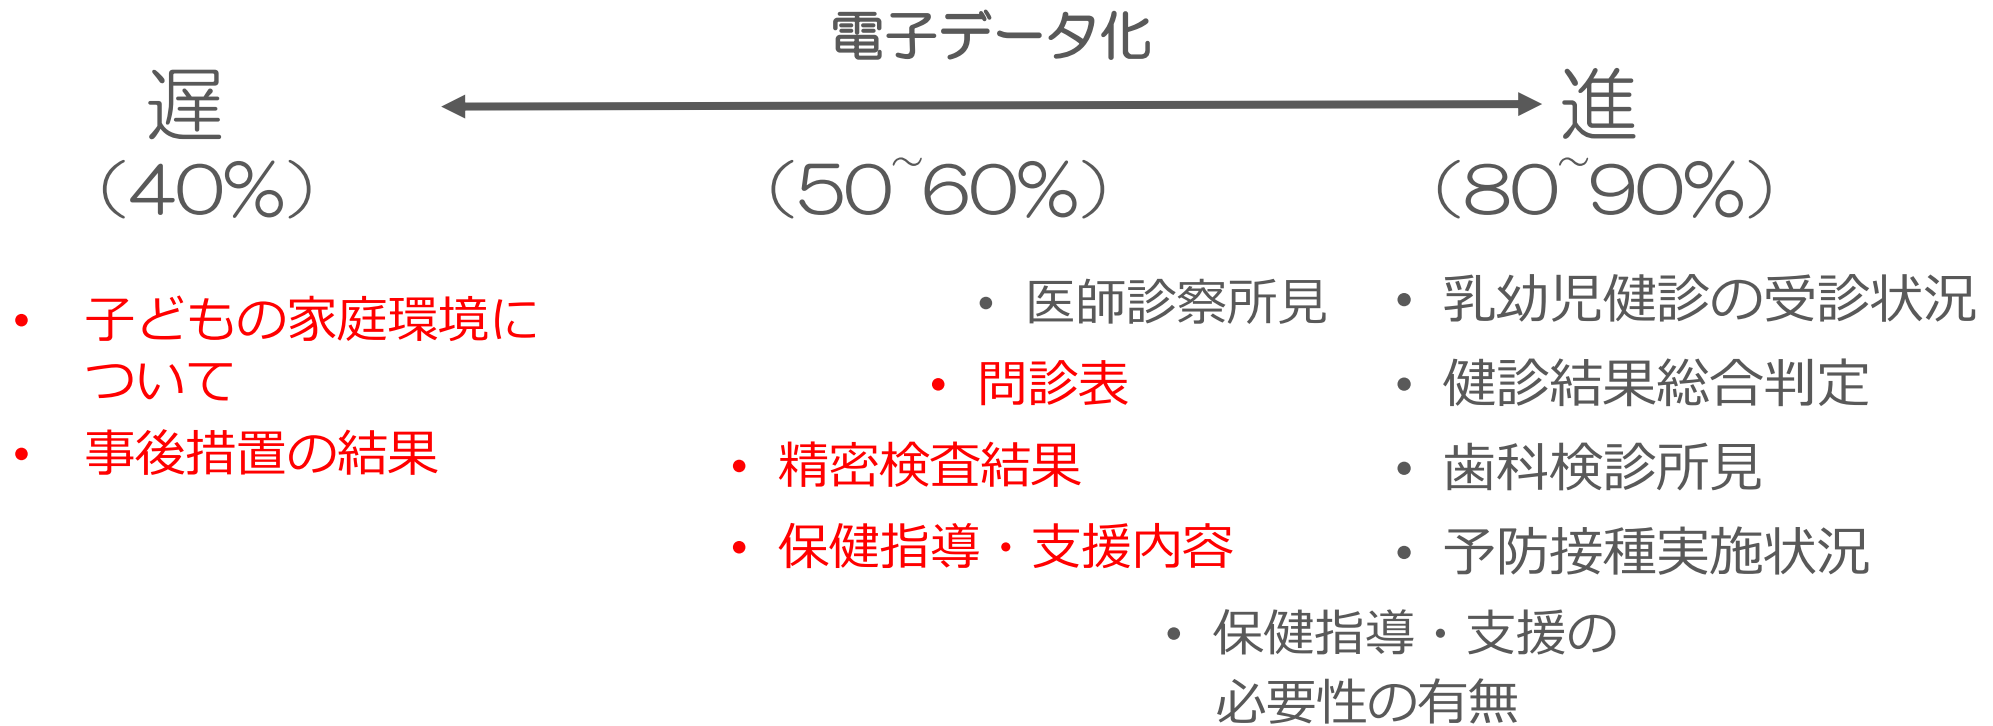 電子データ化
遅
進
（40%）
（50~60%）
（80~90%）
• 子どもの家庭環境に
ついて
• 事後措置の結果
• 医師診察所見
• 問診表
• 精密検査結果
• 保健指導・支援内容
• 乳幼児健診の受診状況
• 健診結果総合判定
• 歯科検診所見
• 予防接種実施状況
• 保健指導・支援の
必要性の有無